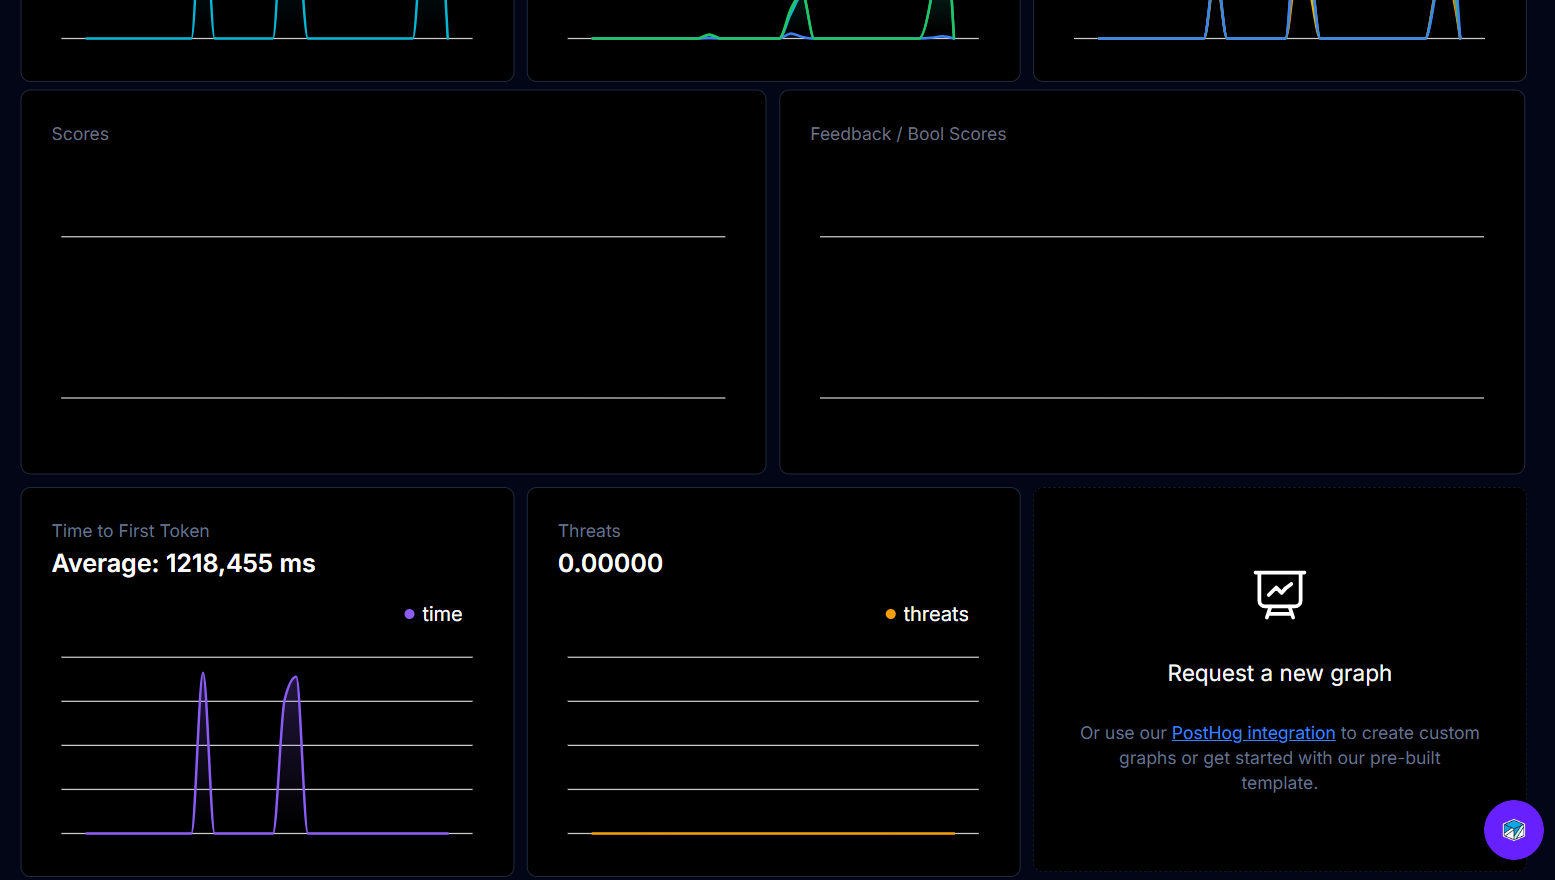 Scores
Feedback / Bool Scores
Time to First Token
Average: 1218,455 ms
time
Threats
0.00000
threats
Request a new graph
Or use our PostHog integration to create custom
graphs or get started with our pre-built
template.